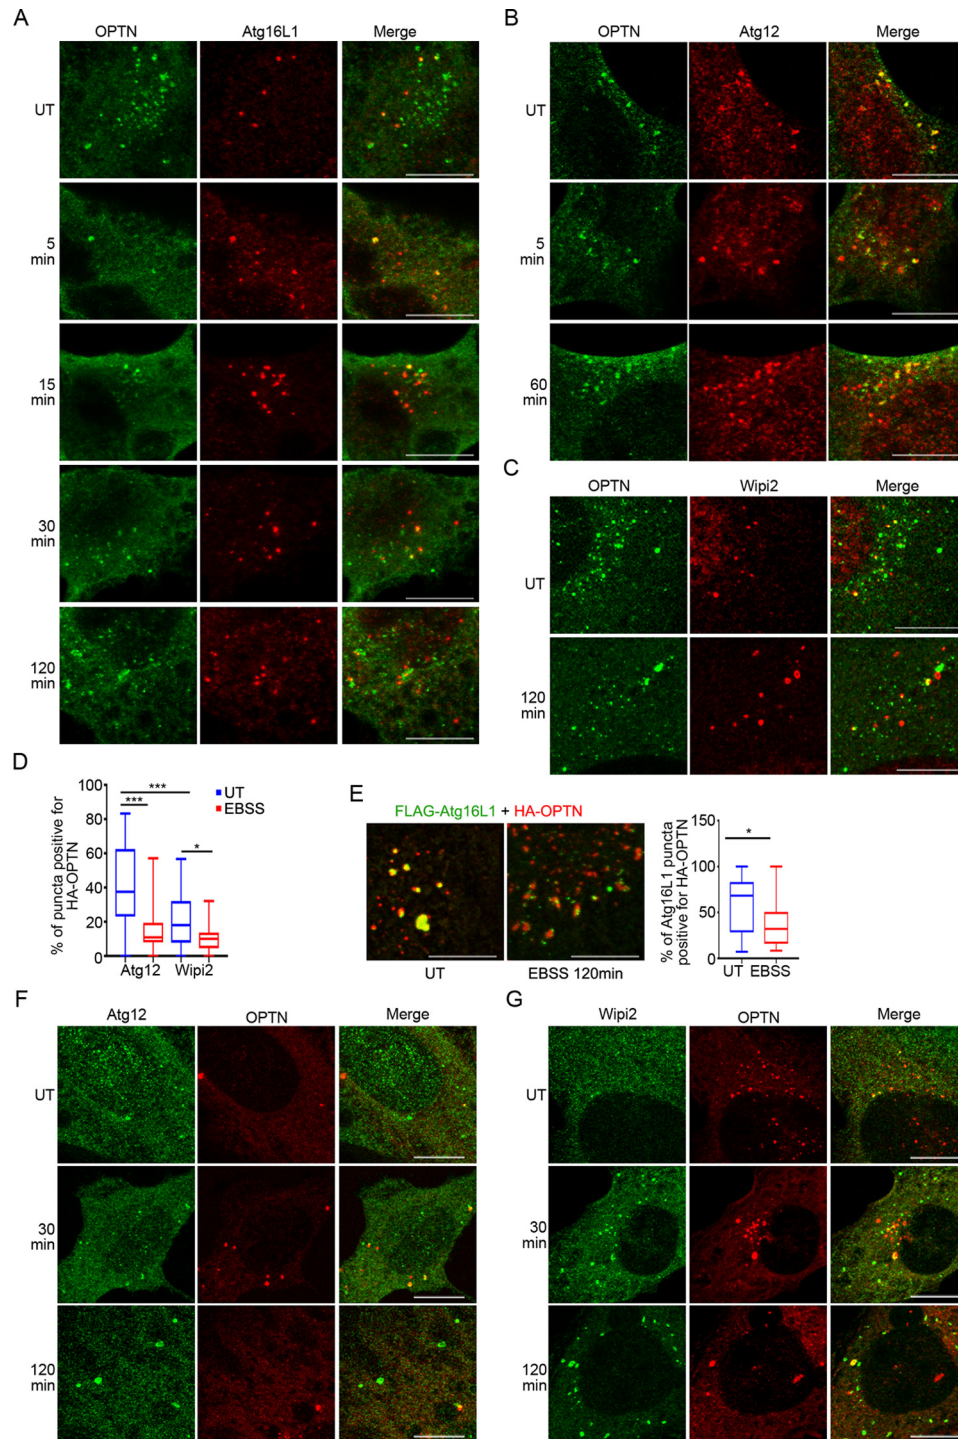 A
OPTN Atg16L1 Merge
UT
5
min
15
min
30
min
120
min
B
OPTN Atg12 Merge
UT
5
min
60
min
C
OPTN Wipi2 Merge
UT
120
min
D
% of puncta positive for
HA-OPTN
100
80
60
40
20
0
***
***
*
UT
EBSS
Atg12 Wipi2
E
FLAG-Atg16L1 + HA-OPTN
UT EBSS 120min
% of Atg16L1 puncta
positive for HA-OPTN
150
100
50
0
*
UT EBSS
F
Atg12 OPTN Merge
UT
30
min
120
min
G
Wipi2 OPTN Merge
UT
30
min
120
min